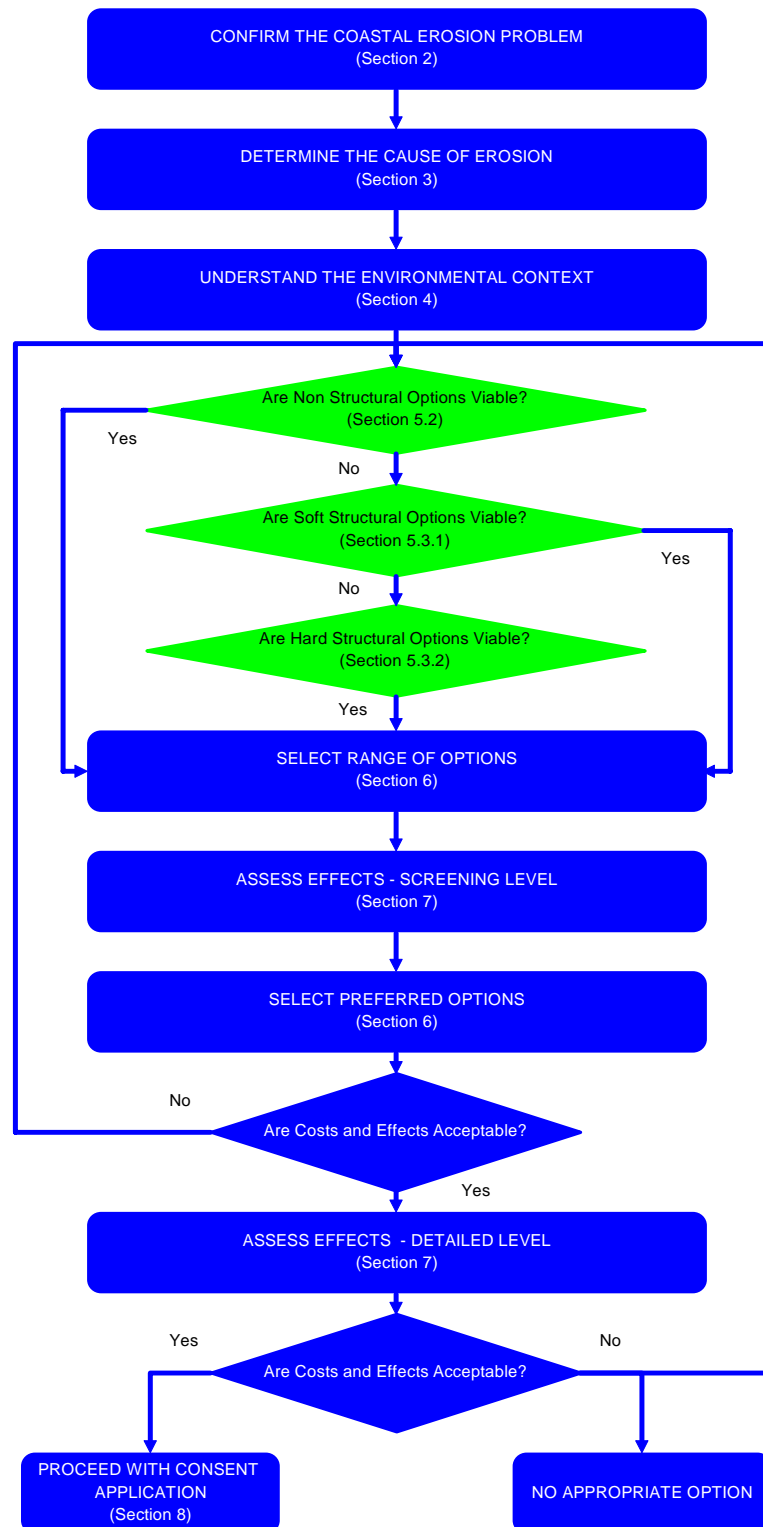 CONFIRM THE COASTAL EROSION PROBLEM
(Section 2)
DETERMINE THE CAUSE OF EROSION
(Section 3)
UNDERSTAND THE ENVIRONMENTAL CONTEXT
(Section 4)
Are Non Structural Options Viable?
(Section 5.2)
Yes
No
Are Soft Structural Options Viable?
(Section 5.3.1)
Yes
No
Are Hard Structural Options Viable?
(Section 5.3.2)
Yes
SELECT RANGE OF OPTIONS
(Section 6)
ASSESS EFFECTS - SCREENING LEVEL
(Section 7)
SELECT PREFERRED OPTIONS
(Section 6)
No
Are Costs and Effects Acceptable?
Yes
ASSESS EFFECTS - DETAILED LEVEL
(Section 7)
Yes
No
Are Costs and Effects Acceptable?
PROCEED WITH CONSENT
APPLICATION
(Section 8)
NO APPROPRIATE OPTION